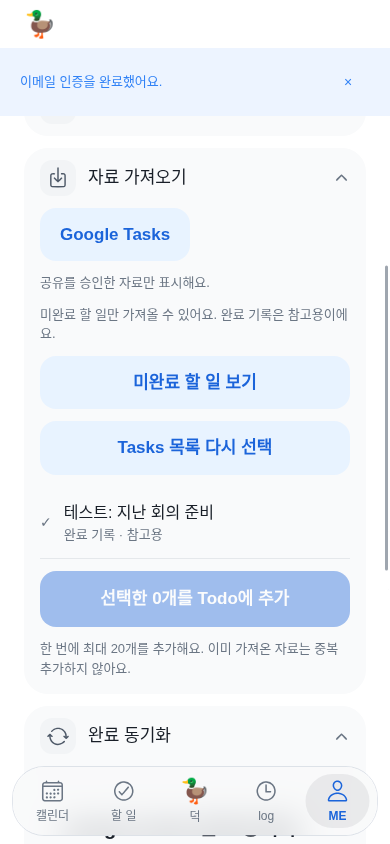 이메일 인증을 완료했어요.
×
자료 가져오기
Google Tasks
공유를 승인한 자료만 표시해요.
미완료 할 일만 가져올 수 있어요. 완료 기록은 참고용이에
요.
미완료 할 일 보기
Tasks 목록 다시 선택
✓ 테스트: 지난 회의 준비
완료 기록 · 참고용
선택한 0개를 Todo에 추가
한 번에 최대 20개를 추가해요. 이미 가져온 자료는 중복
추가하지 않아요.
완료 동기화
캘린더
할 일
덕
log
ME